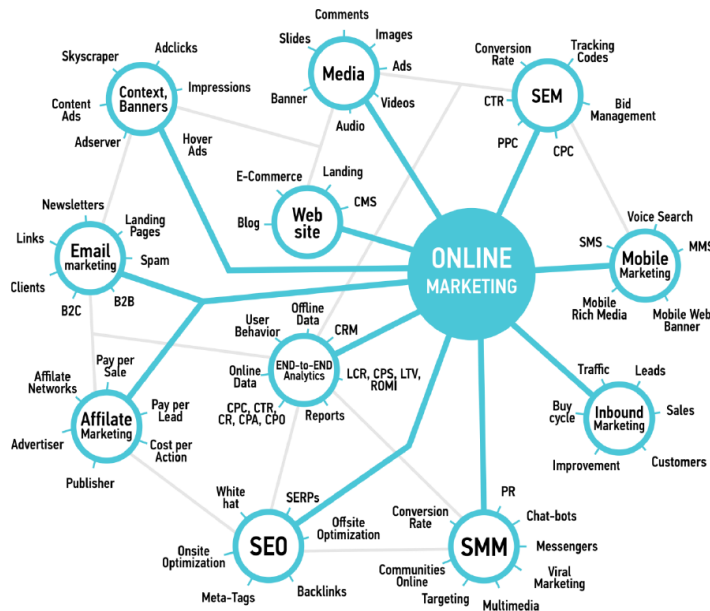 Comments
Slides
Images
Media
Ads
Banner
Videos
Audio
Skyscraper
Adclicks
Context,
Banners
Impressions
Content
Ads
Adserver
Hover
Ads
Conversion
Rate
Tracking
Codes
SEM
CTR
Bid
Management
PPC
CPC
E-Commerce
Landing
Web
site
CMS
Blog
ONLINE
MARKETING
Newsletters
Landing
Pages
Links
Email
marketing
Spam
Clients
B2C
B2B
Voice Search
SMS
MMS
Mobile
Marketing
Mobile
Rich Media
Mobile Web
Banner
Offline
Data
User
Behavior
CRM
END-to-END
Analytics
Online
Data
LCR, CPS, LTV,
ROMI
CPC, CTR,
CR, CPA, CPO
Reports
Pay per
Sale
Affilate
Networks
Affilate
Marketing
Pay per
Lead
Advertiser
Cost per
Action
Publisher
Traffic
Leads
Buy
cycle
Inbound
Marketing
Sales
Improvement
Customers
White
hat
SERPs
SEO
Offsite
Optimization
Onsite
Optimization
Meta-Tags
Backlinks
PR
Conversion
Rate
Chat-bots
SMM
Messengers
Communities
Online
Viral
Marketing
Targeting
Multimedia